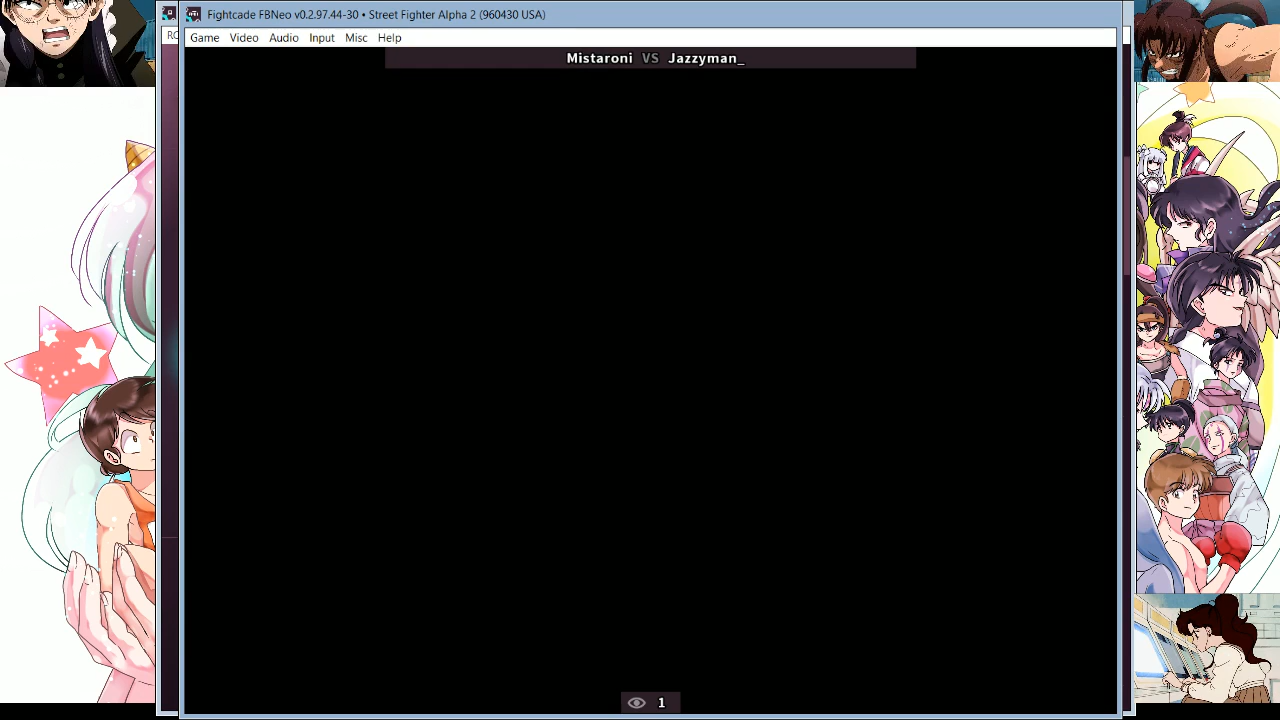 Fightcade FBNeo v0.2.97.44-30 • Street Fighter Alpha 2 (960430 USA)
RO
Game Video Audio Input Misc Help
Mistaroni VS Jazzyman_
1